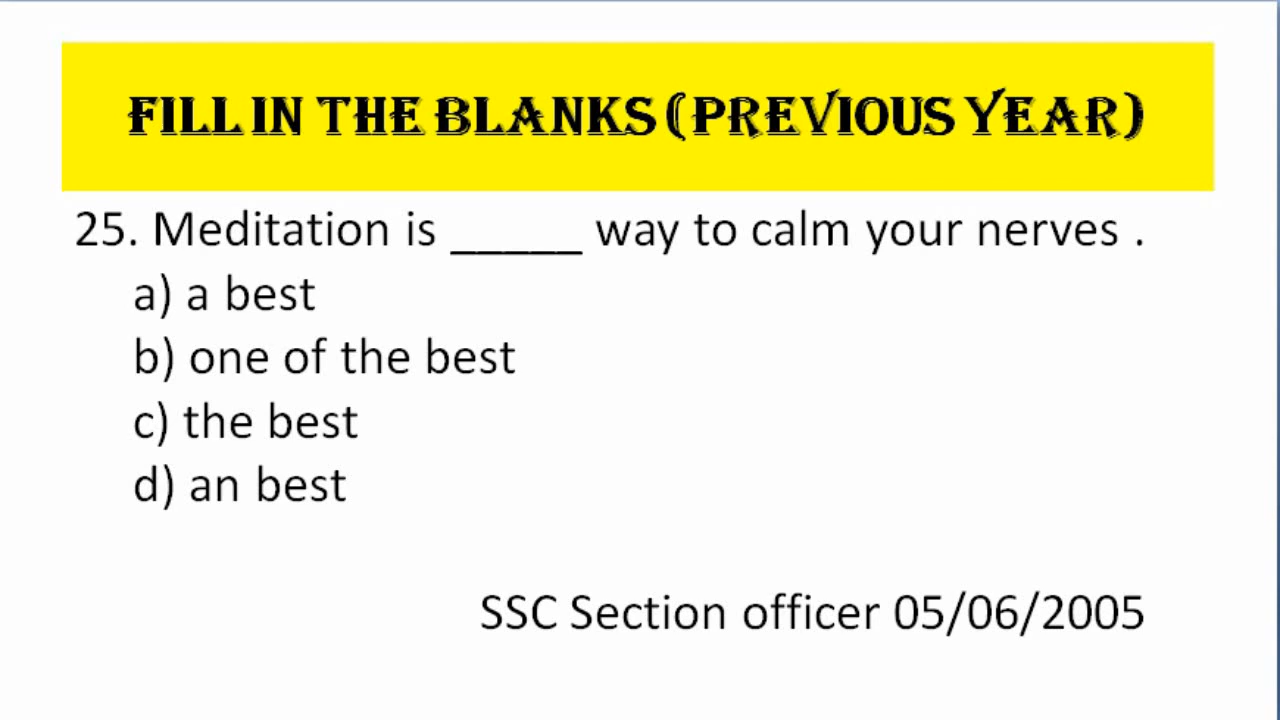 FILL IN THE BLANKS (PREVIOUS YEAR)
25. Meditation is _____ way to calm your nerves .
a) a best
b) one of the best
c) the best
d) an best
SSC Section officer 05/06/2005